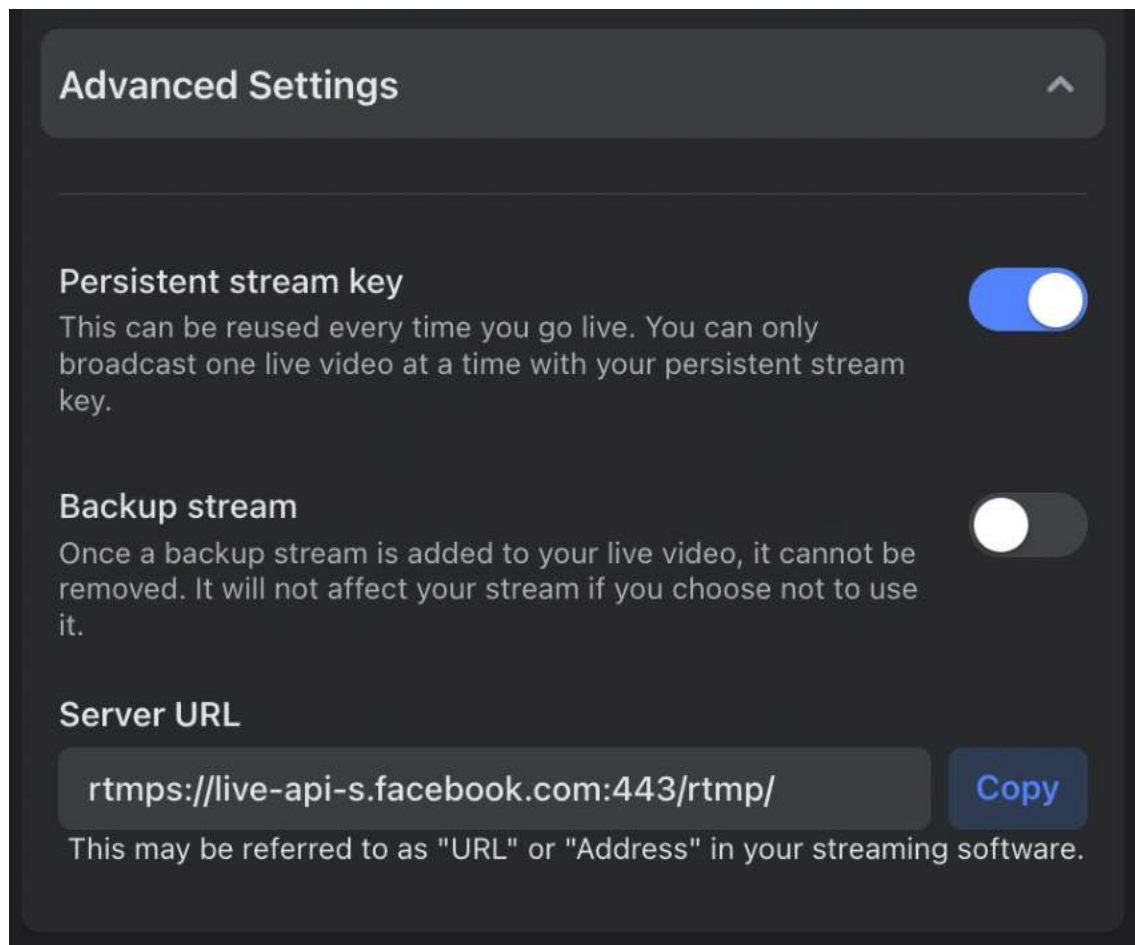 Advanced Settings
Persistent stream key
This can be reused every time you go live. You can only
broadcast one live video at a time with your persistent stream
key.
Backup stream
Once a backup stream is added to your live video, it cannot be
removed. It will not affect your stream if you choose not to use
it.
Server URL
rtmps://live-api-s.facebook.com:443/rtmp/
Copy
This may be referred to as "URL" or "Address" in your streaming software.